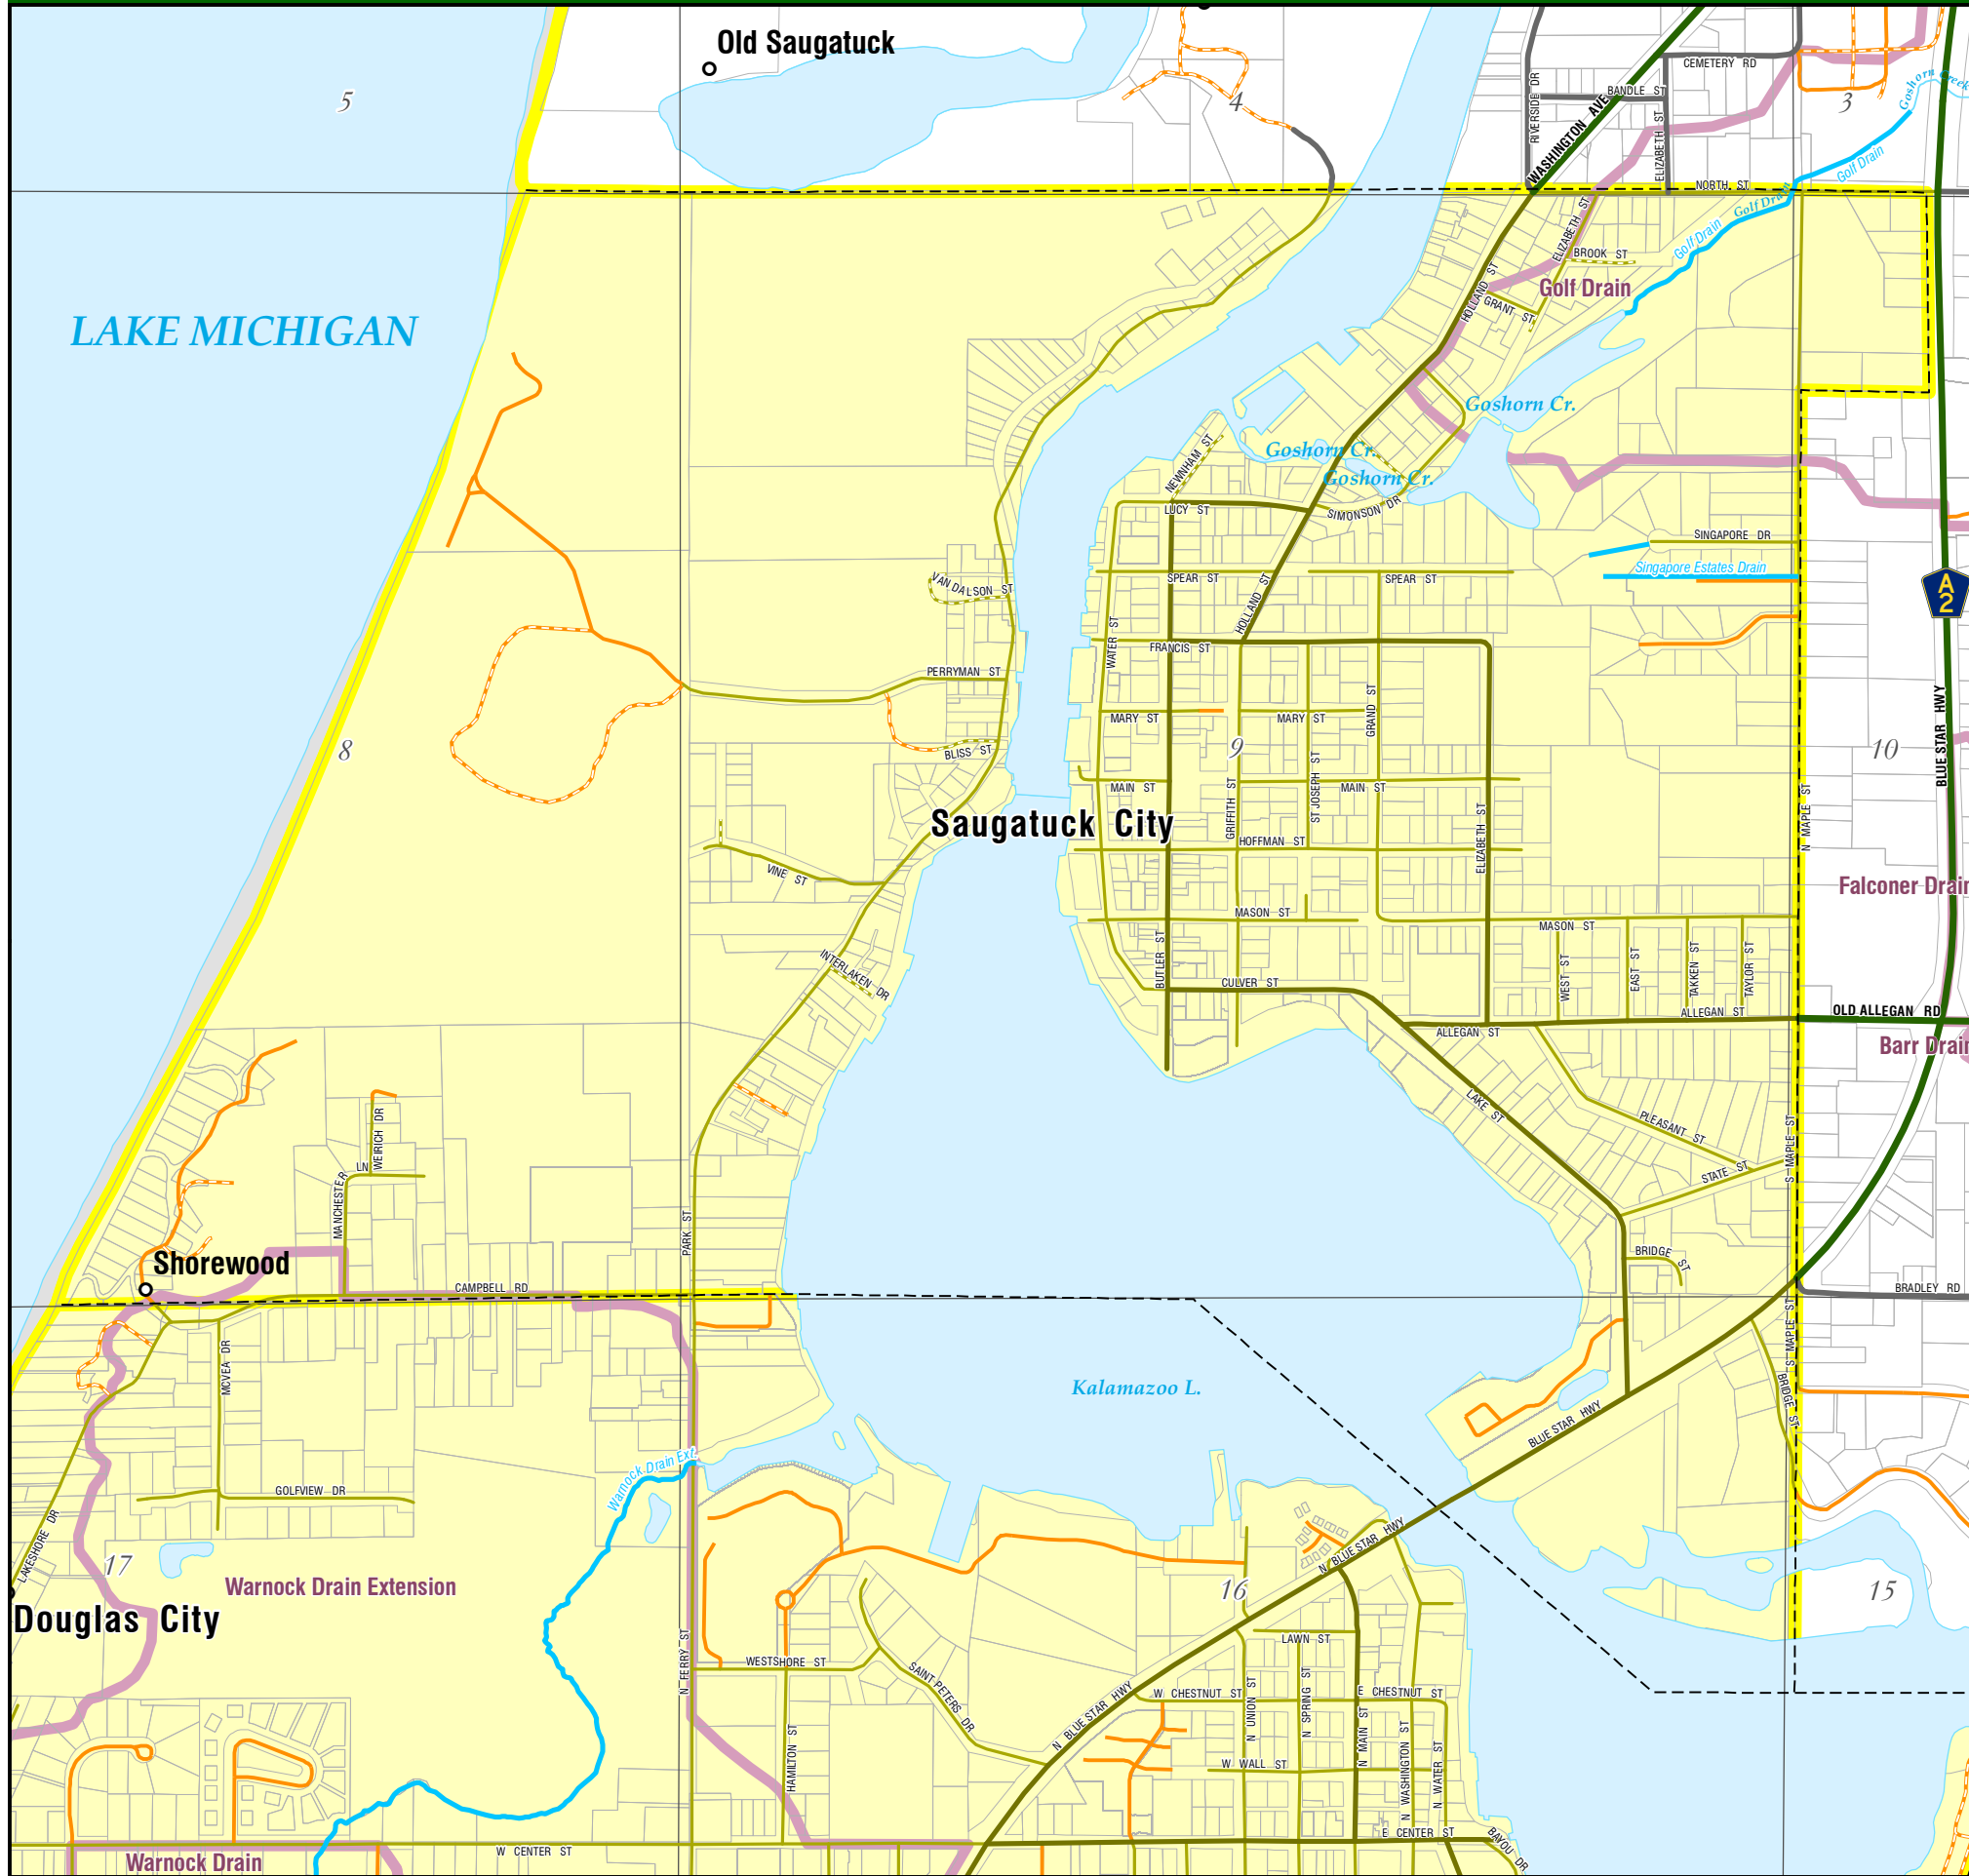 Old Saugatuck
5
4
3
CEMETERY RD
RIVERSIDE DR
BANDLE ST
WASHINGTON AVE
ELIZABETH ST
Goshorn Creek
Golf Drain
NORTH ST
Golf Drain
Golf Drain
ELIZABETH ST
BROOK ST
HOLLAND ST
GRANT ST
Golf Drain
LAKE MICHIGAN
Goshorn Cr.
Goshorn Cr.
Goshorn Cr.
NEWNHAM ST
LUCY ST
SIMONSON DR
SINGAPORE DR
Singapore Estates Drain
VAN DALSON ST
SPEAR ST
SPEAR ST
HOLLAND ST
A
2
WATER ST
FRANCIS ST
PERRYMAN ST
MARY ST
MARY ST
GRAND ST
BLUE STAR HWY
8
BLISS ST
9
10
MAIN ST
GRIFFITH ST
ST JOSEPH ST
MAIN ST
N MAPLE ST
Saugatuck City
HOFFMAN ST
ELIZABETH ST
VINE ST
Falconer Drain
MASON ST
MASON ST
INTERLAKEN DR
BUTLER ST
CULVER ST
WEST ST
EAST ST
TAKKEN ST
TAYLOR ST
ALLEGAN ST
ALLEGAN ST
OLD ALLEGAN RD
Barr Drain
LAKE ST
PLEASANT ST
WEIRICH DR
MANCHESTER LN
STATE ST
S MAPLE ST
PARK ST
BRIDGE ST
Shorewood
CAMPBELL RD
BRADLEY RD
MCVEA DR
S MAPLE ST
BRIDGE ST
Kalamazoo L.
BLUE STAR HWY
Warnock Drain Ext.
GOLFVIEW DR
LAKESHORE DR
17
Warnock Drain Extension
N BLUE STAR HWY
16
15
Douglas City
N FERRY ST
WESTSHORE ST
LAWN ST
SAINT PETERS DR
W CHESTNUT ST
E CHESTNUT ST
N BLUE STAR HWY
N UNION ST
N SPRING ST
N MAIN ST
N WASHINGTON ST
N WATER ST
HAMILTON ST
W WALL ST
W CENTER ST
E CENTER ST
BAYOU DR
Warnock Drain